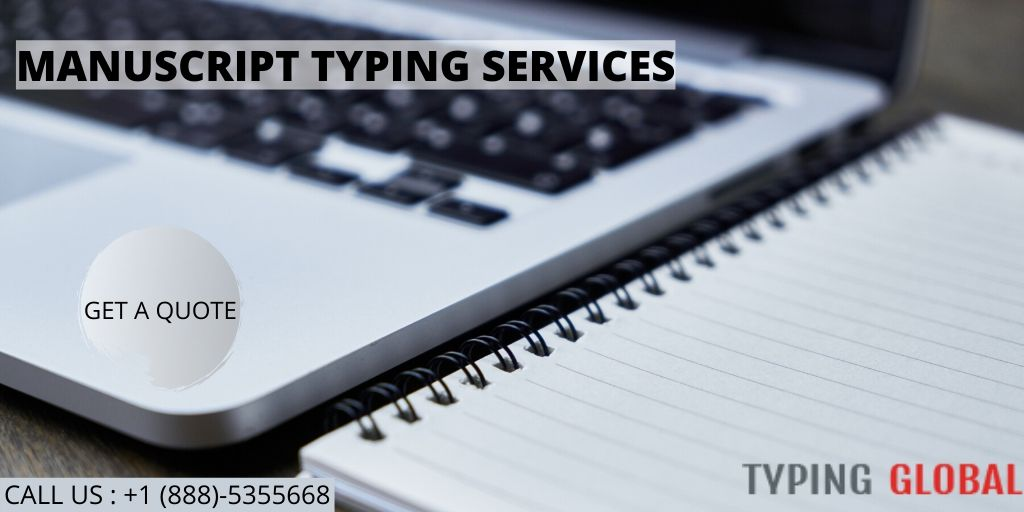 MANUSCRIPT TYPING SERVICES
GET A QUOTE
CALL US : +1 (888)-5355668
TYPING GLOBAL